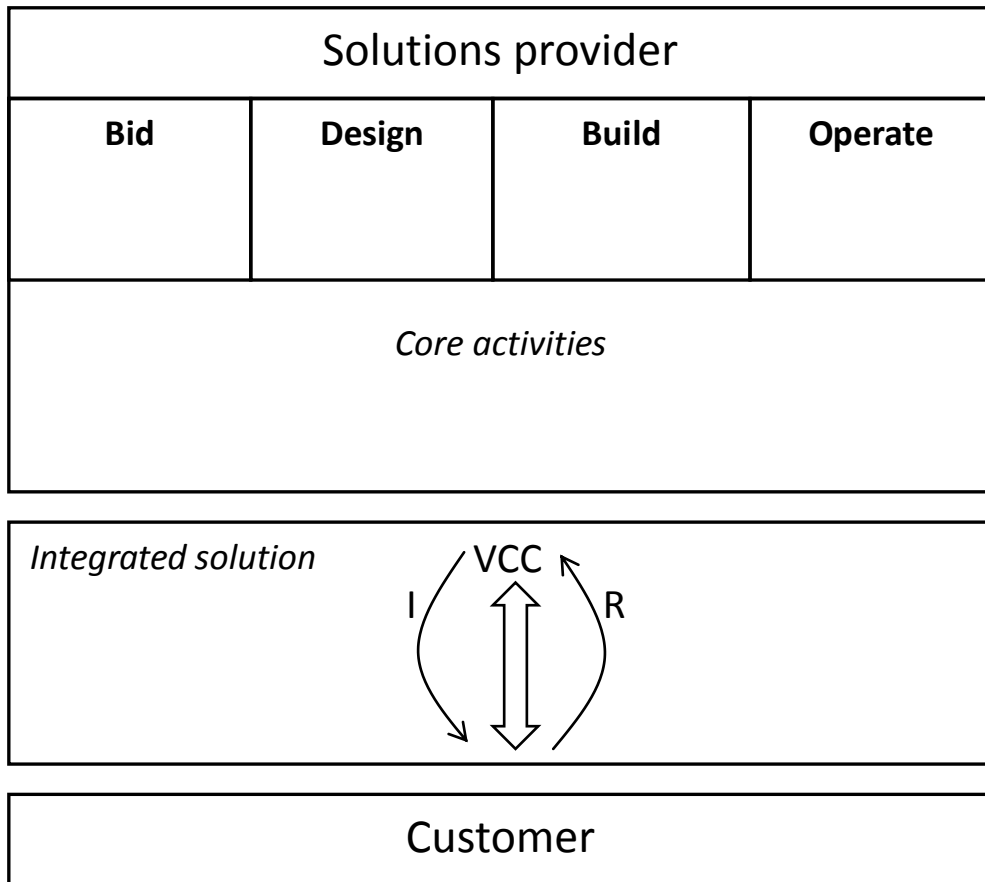 Solutions provider
Bid
Design
Build
Operate
Core activities
Integrated solution
VCC
I
R
Customer